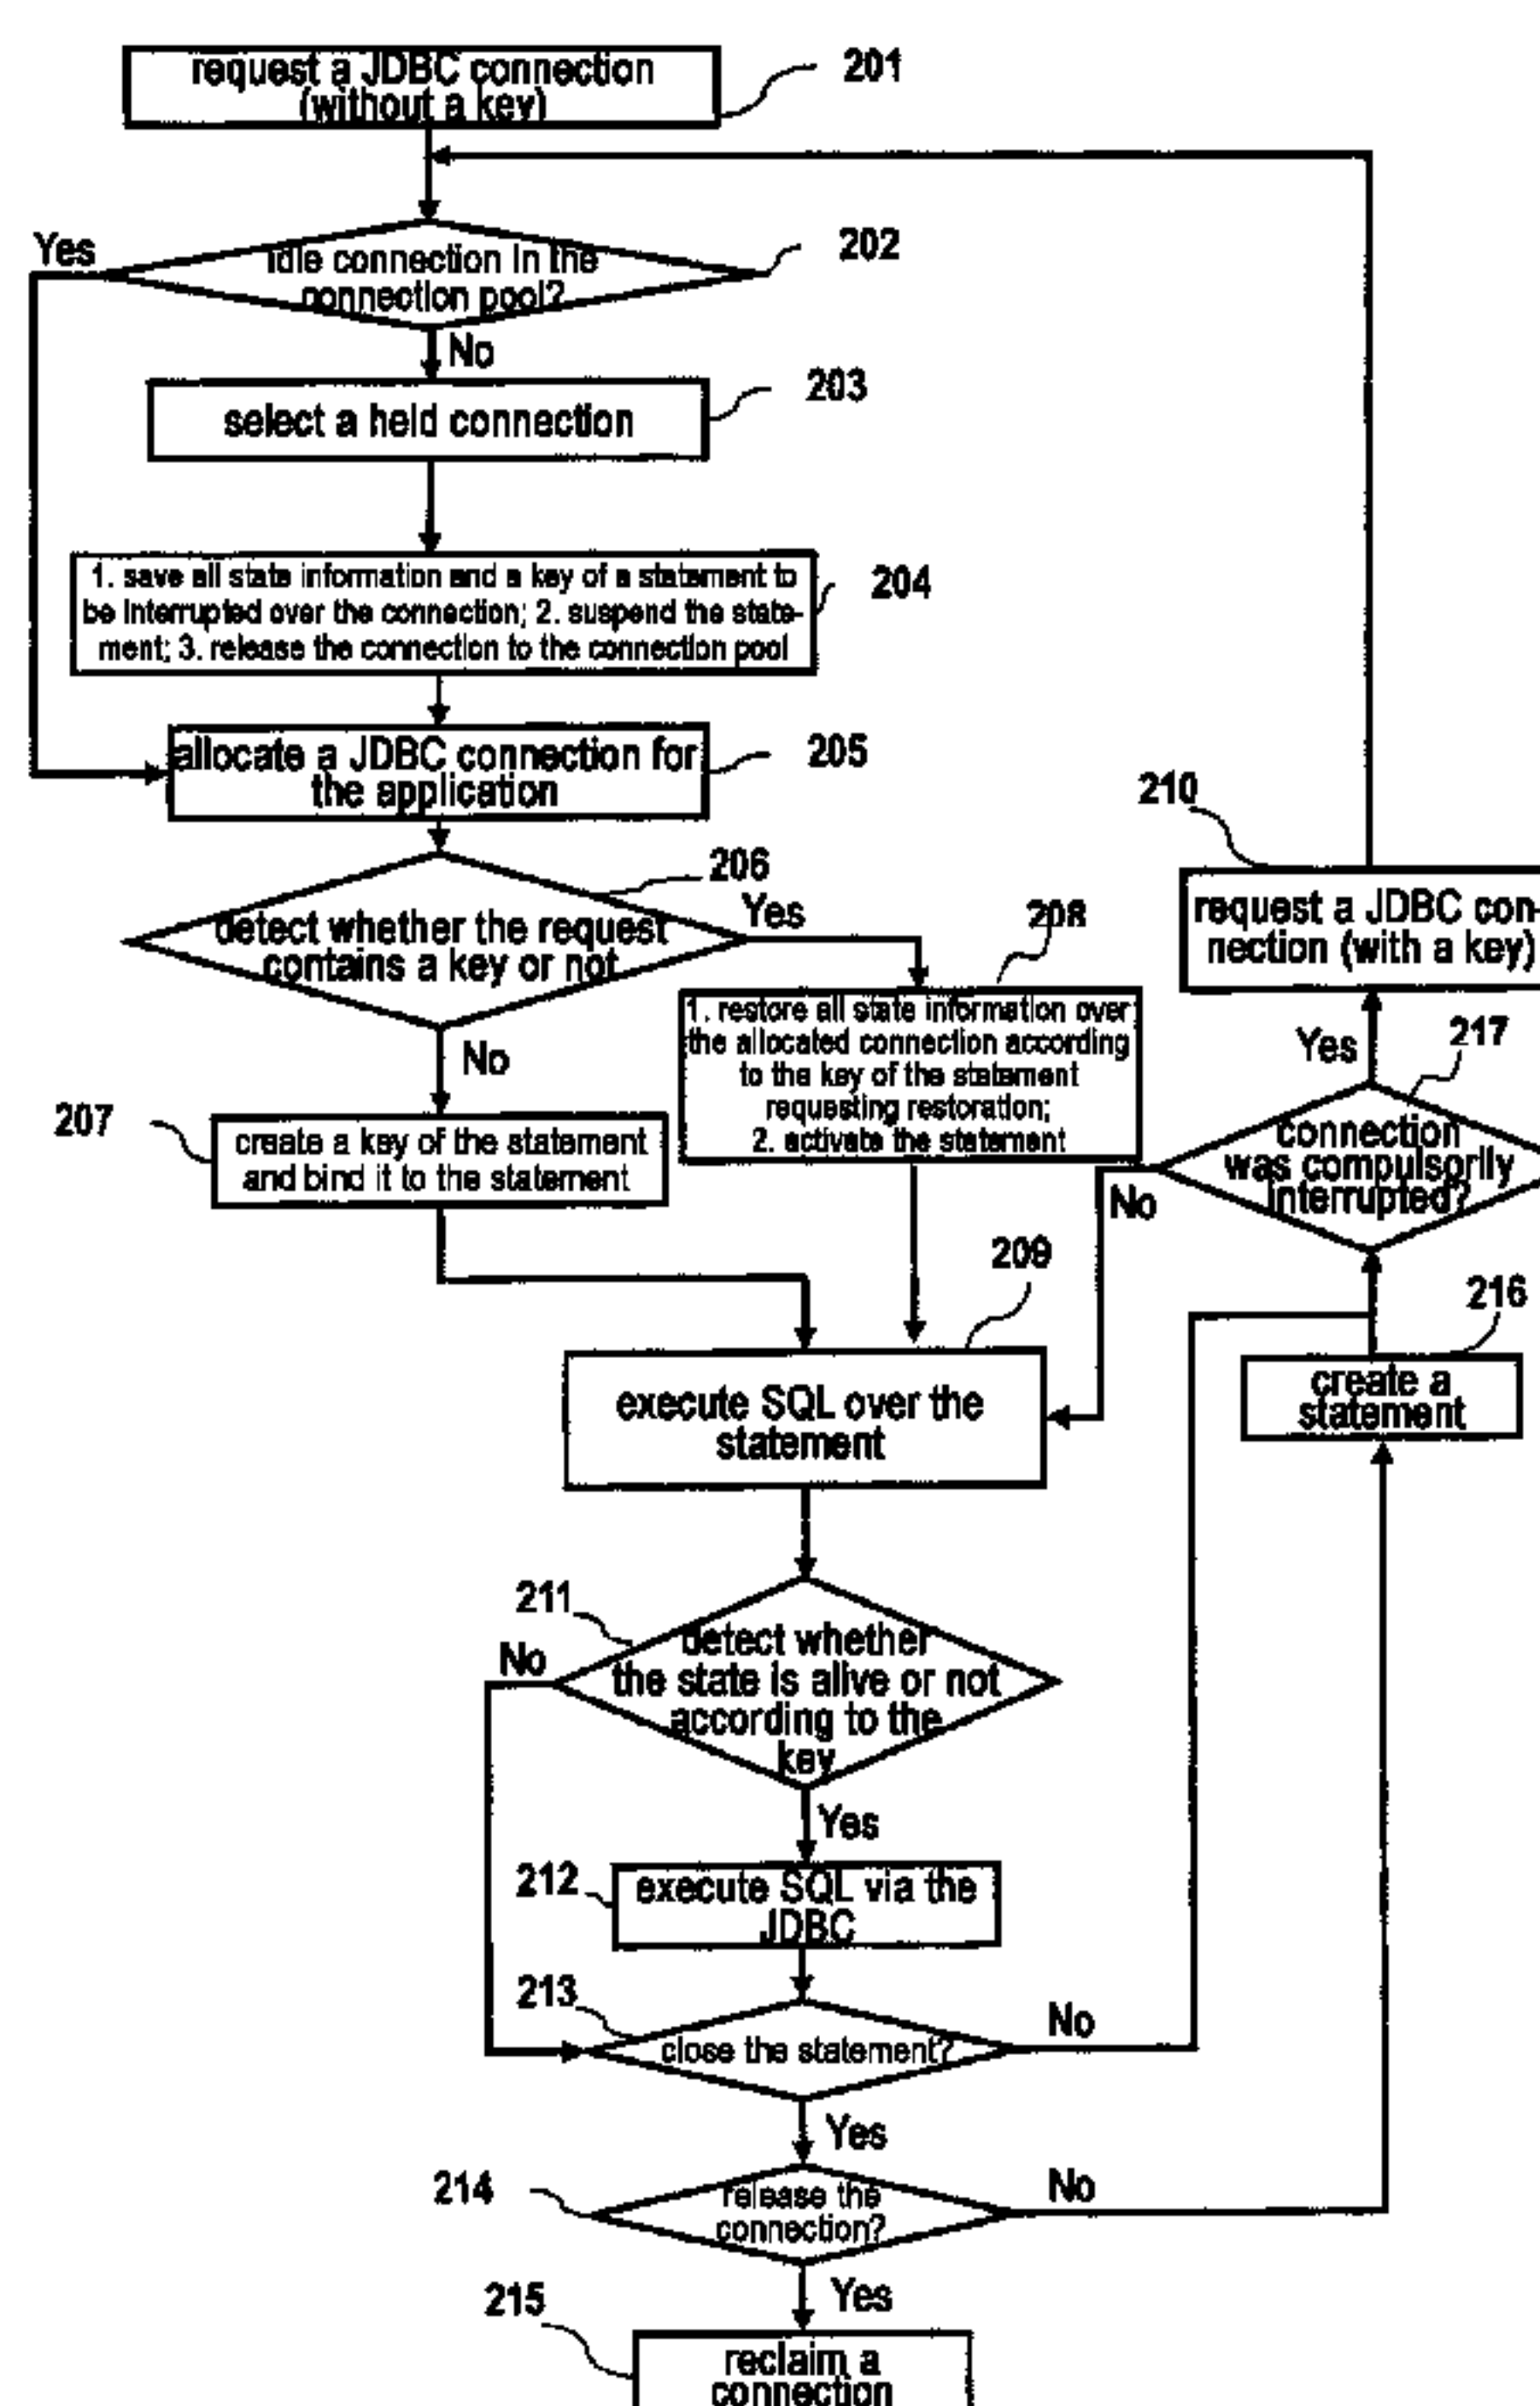 request a JDBC connection
(without a key)
201
Yes
idle connection in the
connection pool?
202
No
select a held connection
203
1. save all state information and a key of a statement to
be interrupted over the connection; 2. suspend the state-
ment; 3. release the connection to the connection pool
204
allocate a JDBC connection for
the application
205
detect whether the request
contains a key or not
206
Yes
208
210
request a JDBC con-
nection (with a key)
1. restore all state information over
the allocated connection according
to the key of the statement
requesting restoration;
2. activate the statement
No
207
create a key of the statement
and bind it to the statement
Yes
217
connection
was compulsorily
interrupted?
No
209
216
create a
statement
execute SQL over the
statement
211
No
detect whether
the state is alive or not
according to the
key
Yes
212
execute SQL via the
JDBC
213
close the statement?
No
Yes
214
release the
connection?
No
Yes
215
reclaim a
connection